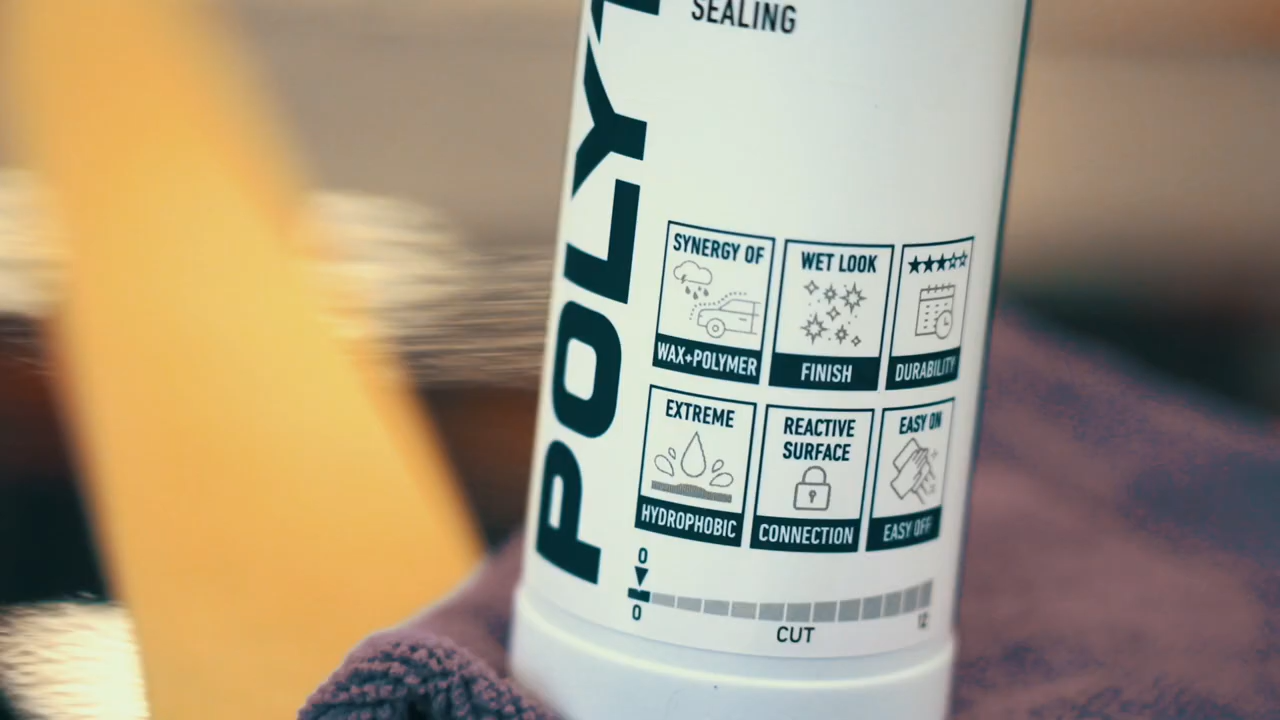 SEALING
POLY
SYNERGY OF
WAX+POLYMER
WET LOOK
FINISH
DURABILITY
EXTREME
HYDROPHOBIC
REACTIVE
SURFACE
CONNECTION
EASY ON
EASY OFF
0
0
12
CUT